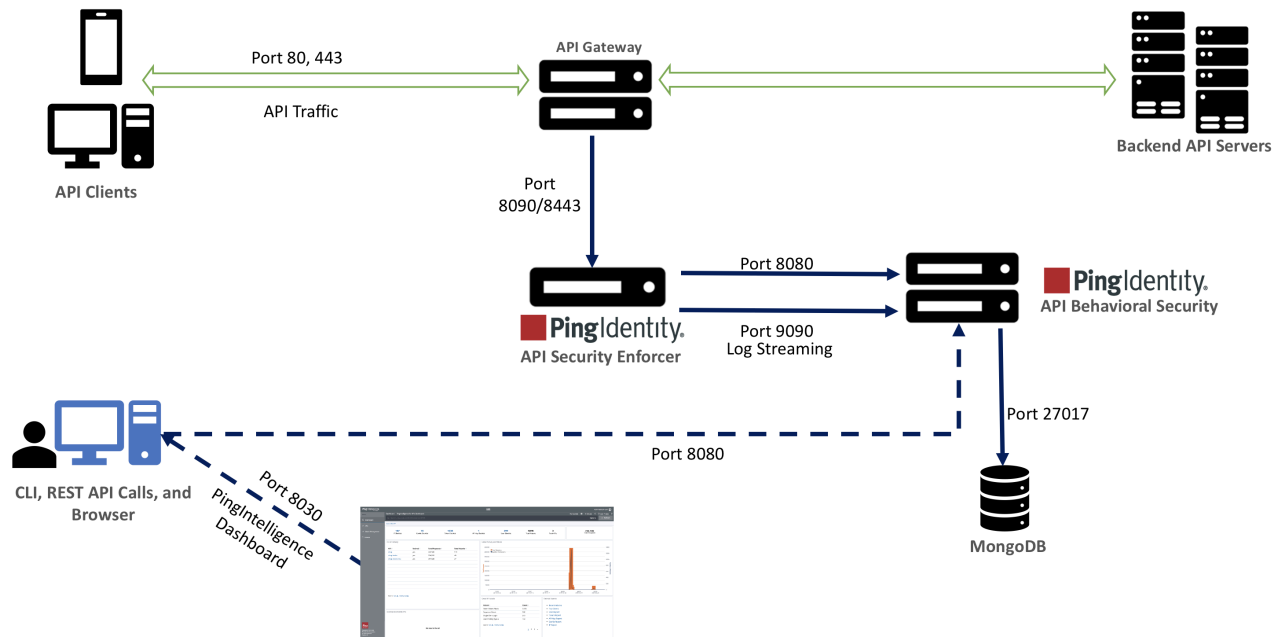 API Gateway
Port 80, 443
API Traffic
API Clients
Backend API Servers
Port
8090/8443
Port 8080
PingIdentity.
API Behavioral Security
PingIdentity.
API Security Enforcer
Port 9090
Log Streaming
Port 27017
Port 8080
CLI, REST API Calls, and
Browser
Port 8030
PingIntelligence
Dashboard
MongoDB